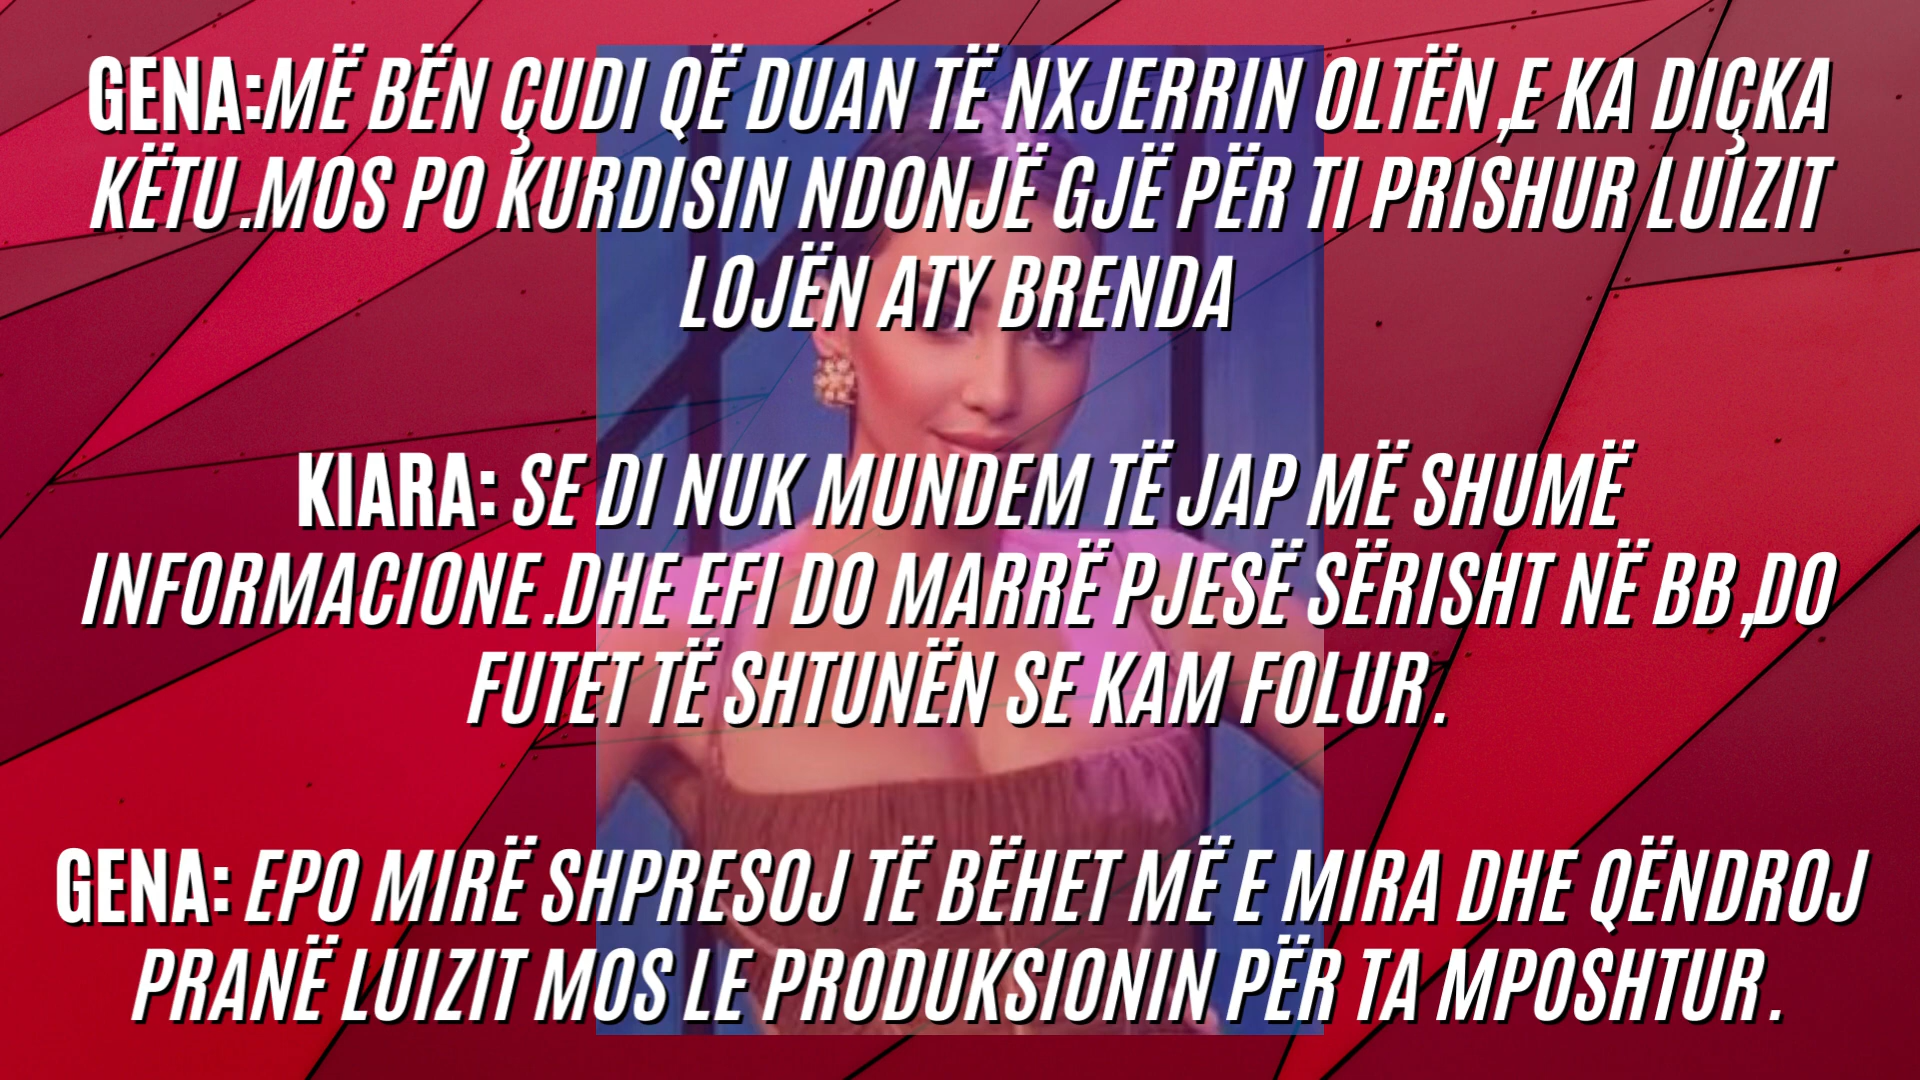 GENA:MË BËN ÇUDI QË DUAN TË NXJERRIN OLTËN,E KA DIÇKA
KËTU.MOS PO KURDISIN NDONJË GJË PËR TI PRISHUR LUIZIT
LOJËN ATY BRENDA
KIARA: SE DI NUK MUNDEM TË JAP MË SHUMË
INFORMACIONE.DHE EFI DO MARRË PJESË SËRISHT NË BB,DO
FUTET TË SHTUNËN SE KAM FOLUR.
GENA: EPO MIRË SHPRESOJ TË BËHET MË E MIRA DHE QËNDROJ
PRANË LUIZIT MOS LE PRODUKSIONIN PËR TA MPOSHTUR.